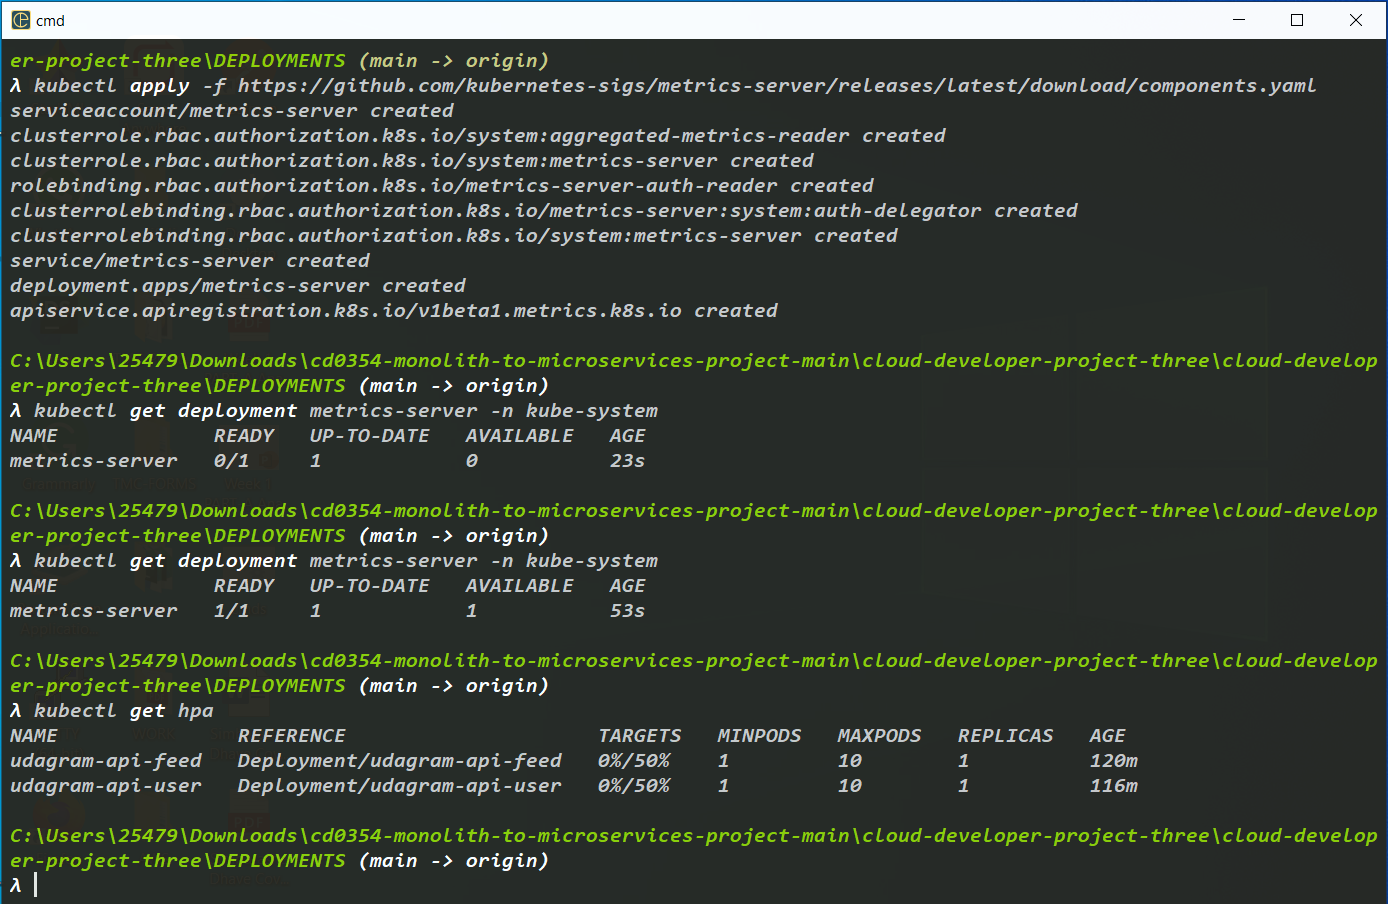 cmd
er-project-three\DEPLOYMENTS (main -> origin)
λ kubectl apply -f https://github.com/kubernetes-sigs/metrics-server/releases/latest/download/components.yaml
serviceaccount/metrics-server created
clusterrole.rbac.authorization.k8s.io/system:aggregated-metrics-reader created
clusterrole.rbac.authorization.k8s.io/system:metrics-server created
rolebinding.rbac.authorization.k8s.io/metrics-server-auth-reader created
clusterrolebinding.rbac.authorization.k8s.io/metrics-server:system:auth-delegator created
clusterrolebinding.rbac.authorization.k8s.io/system:metrics-server created
service/metrics-server created
deployment.apps/metrics-server created
apiservice.apiregistration.k8s.io/v1beta1.metrics.k8s.io created
C:\Users\25479\Downloads\cd0354-monolith-to-microservices-project-main\cloud-developer-project-three\cloud-develop
er-project-three\DEPLOYMENTS (main -> origin)
λ kubectl get deployment metrics-server -n kube-system
NAME READY UP-TO-DATE AVAILABLE AGE
metrics-server 0/1 1 0 23s
C:\Users\25479\Downloads\cd0354-monolith-to-microservices-project-main\cloud-developer-project-three\cloud-develop
er-project-three\DEPLOYMENTS (main -> origin)
λ kubectl get deployment metrics-server -n kube-system
NAME READY UP-TO-DATE AVAILABLE AGE
metrics-server 1/1 1 1 53s
C:\Users\25479\Downloads\cd0354-monolith-to-microservices-project-main\cloud-developer-project-three\cloud-develop
er-project-three\DEPLOYMENTS (main -> origin)
λ kubectl get hpa
NAME REFERENCE TARGETS MINPODS MAXPODS REPLICAS AGE
udagram-api-feed Deployment/udagram-api-feed 0%/50% 1 10 1 120m
udagram-api-user Deployment/udagram-api-user 0%/50% 1 10 1 116m
C:\Users\25479\Downloads\cd0354-monolith-to-microservices-project-main\cloud-developer-project-three\cloud-develop
er-project-three\DEPLOYMENTS (main -> origin)
λ